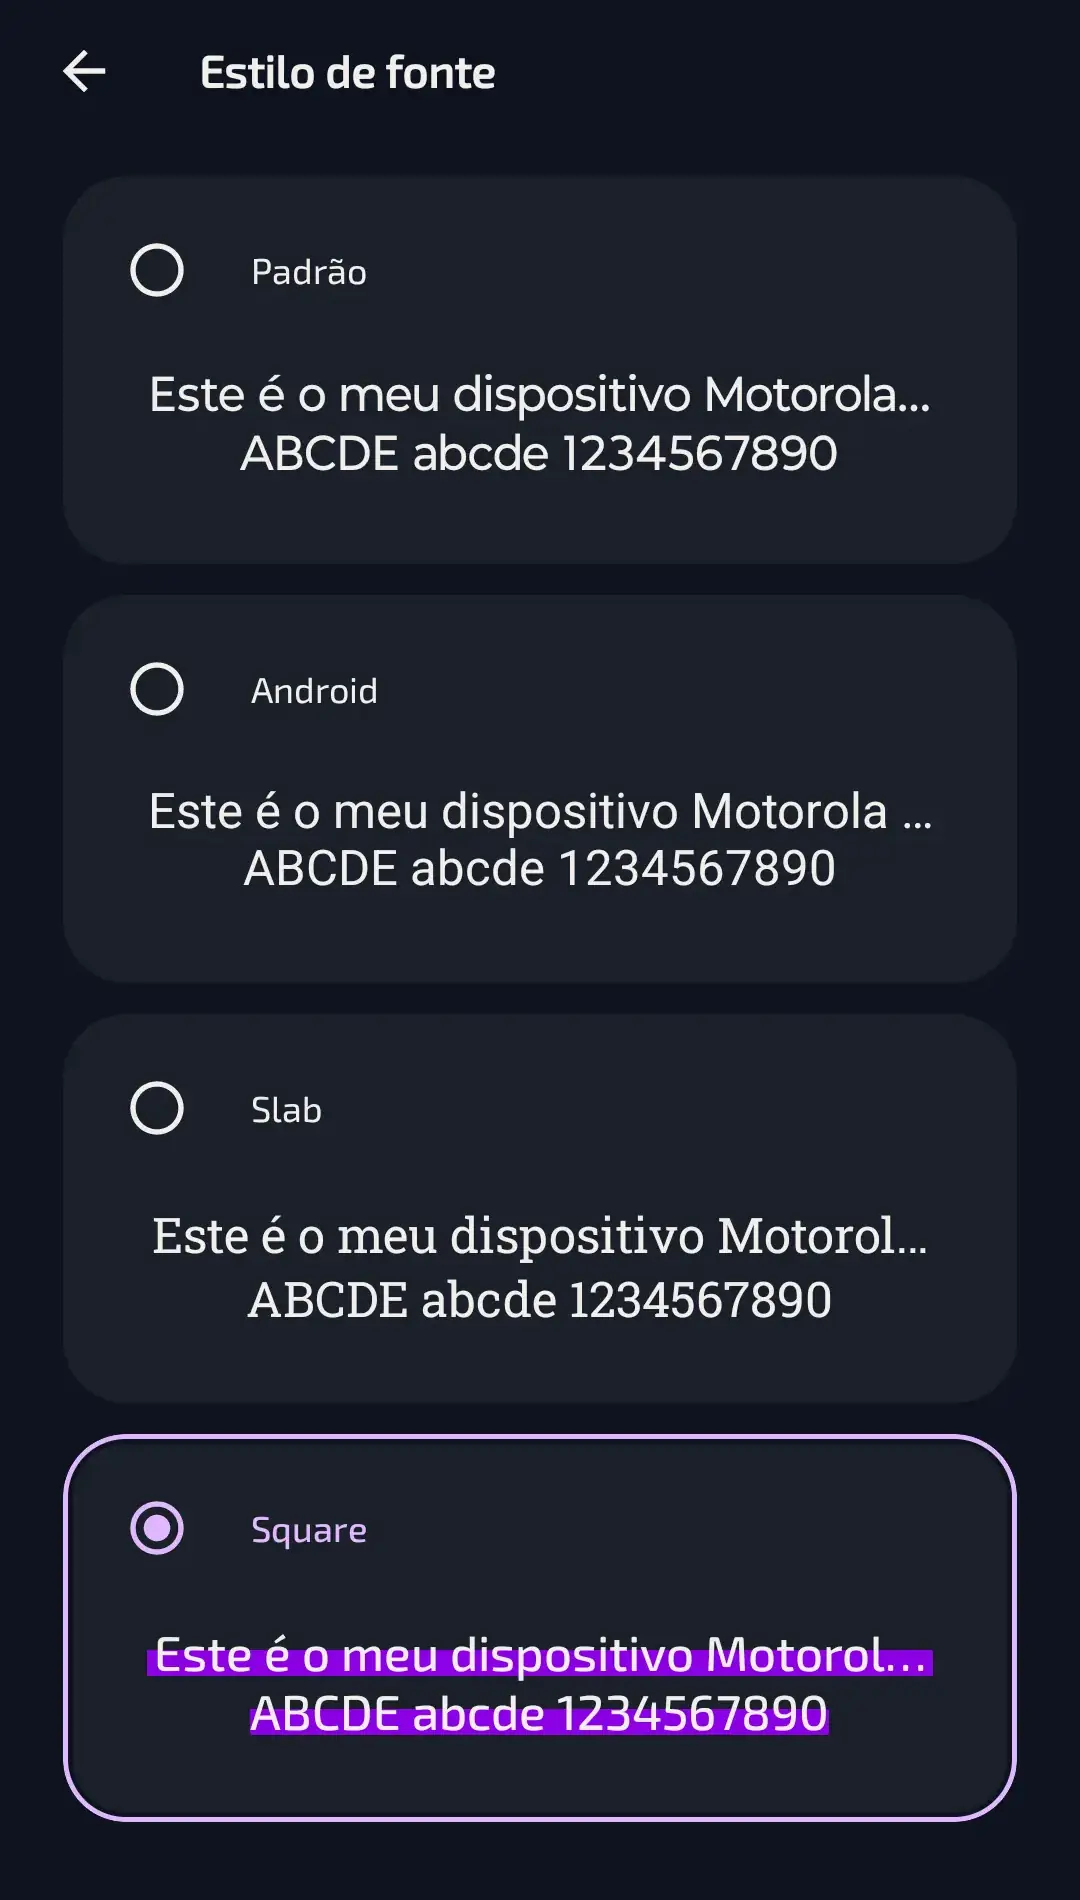 Estilo de fonte
Padrão
Este é o meu dispositivo Motorola...
ABCDE abcde 1234567890
Android
Este é o meu dispositivo Motorola ...
ABCDE abcde 1234567890
Slab
Este é o meu dispositivo Motorol...
ABCDE abcde 1234567890
Square
Este é o meu dispositivo Motorol...
ABCDE abcde 1234567890